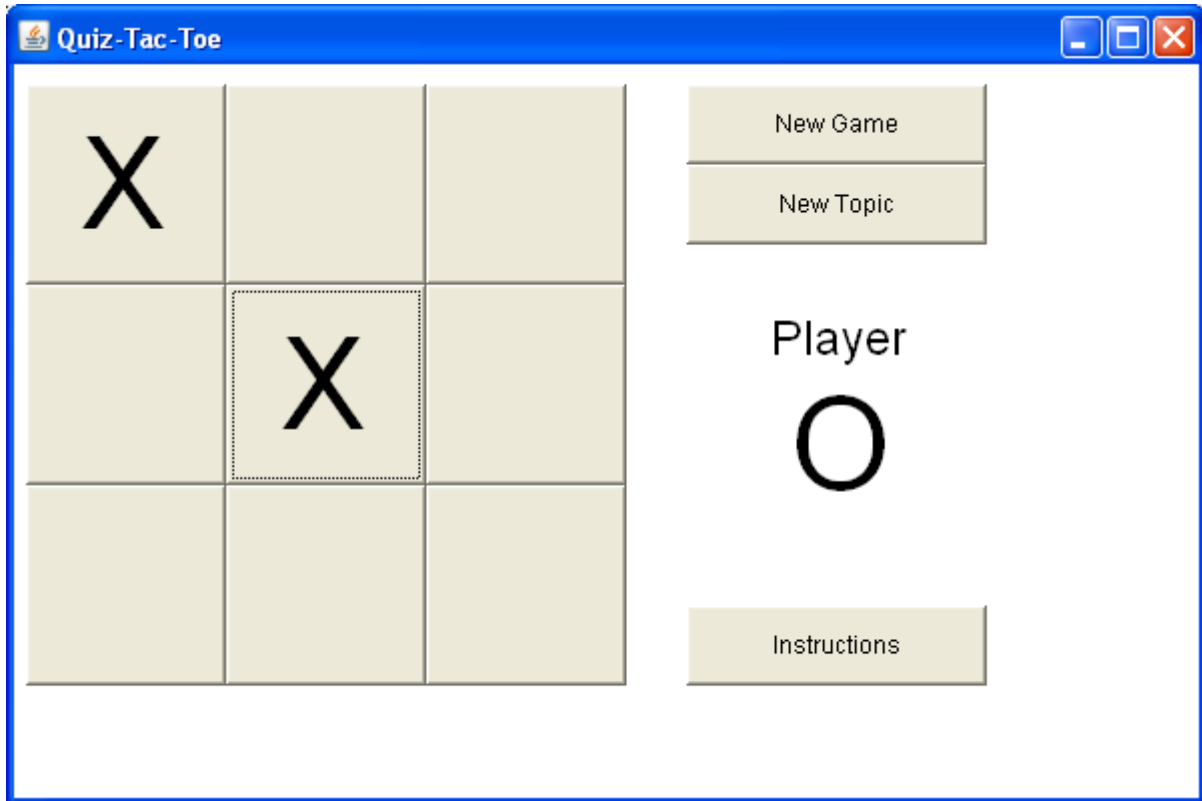 Quiz-Tac-Toe
X
X
New Game
New Topic
Player
O
Instructions